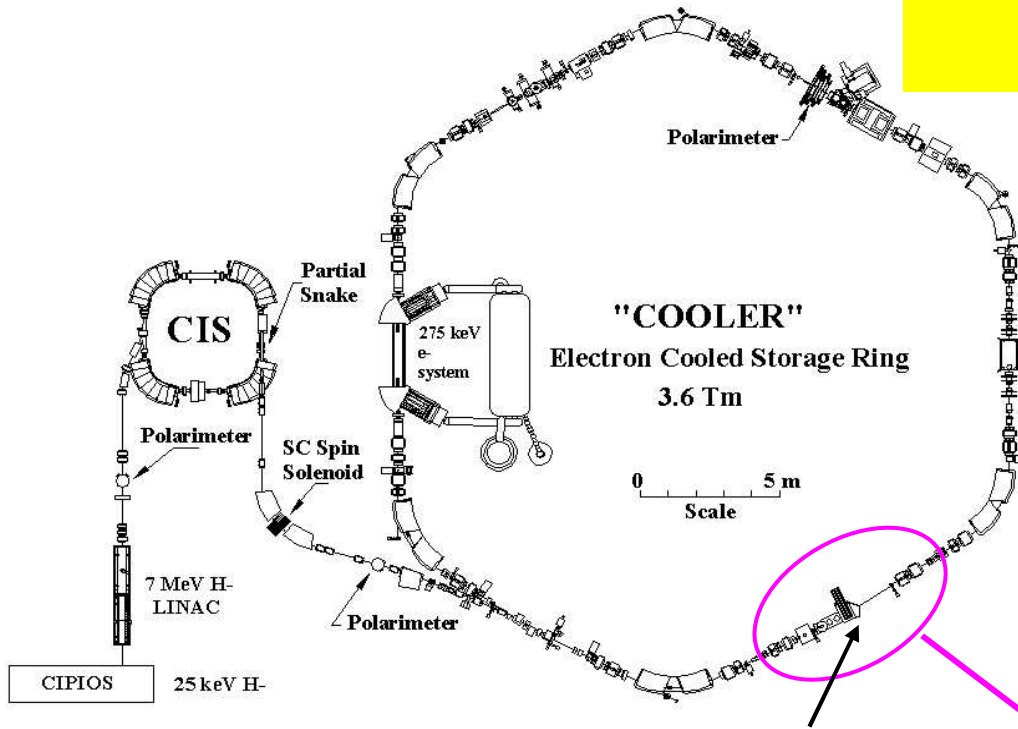 Polarimeter
Partial
Snake
CIS
275 keV
e-
system
"COOLER"
Electron Cooled Storage Ring
3.6 Tm
Polarimeter
SC Spin
Solenoid
0 5 m
Scale
7 MeV H-
LINAC
Polarimeter
CIPIOS
25 keV H-